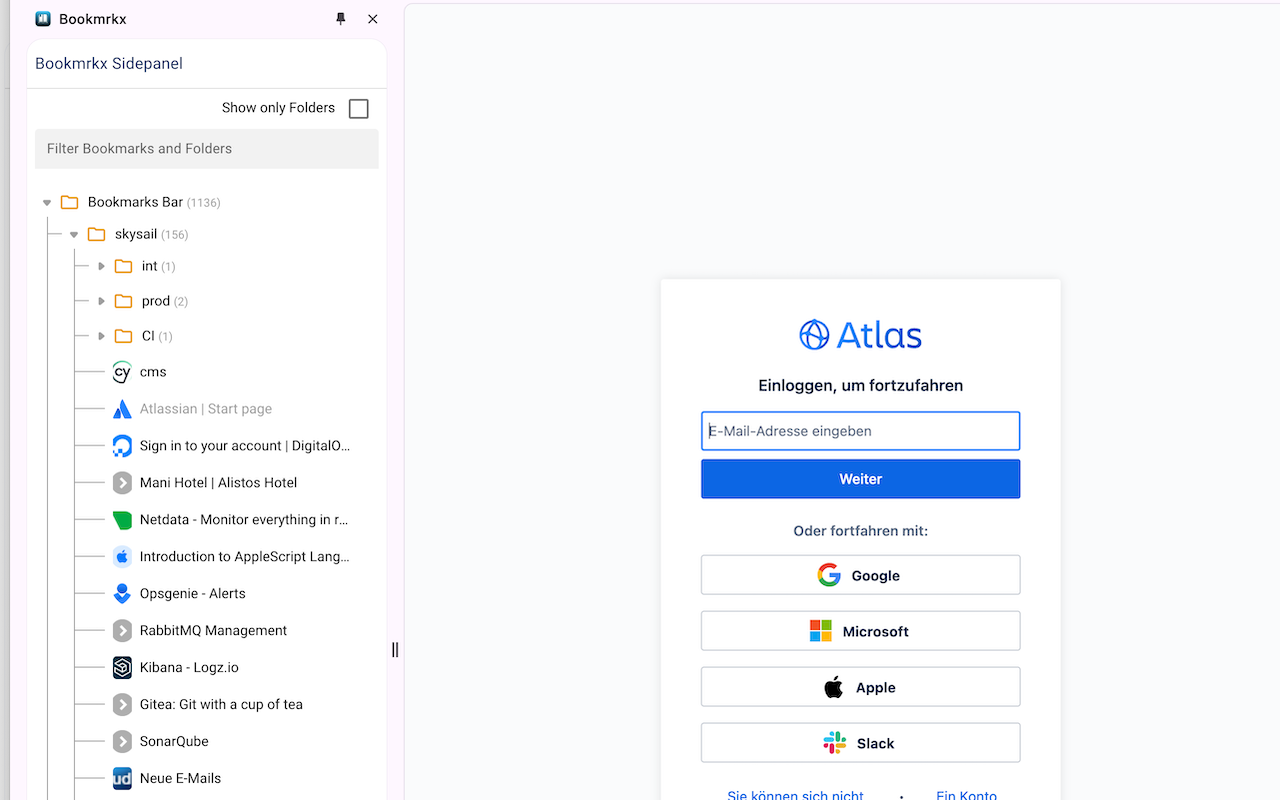 Bookmrkx
Bookmrkx Sidepanel
Show only Folders
Filter Bookmarks and Folders
Bookmarks Bar (1136)
skysail (156)
int (1)
prod (2)
CI (1)
cy cms
Atlassian | Start page
Sign in to your account | DigitalO...
Mani Hotel | Alistos Hotel
Netdata - Monitor everything in r...
Introduction to AppleScript Lang...
Opsgenie - Alerts
RabbitMQ Management
Kibana - Logz.io
Gitea: Git with a cup of tea
SonarQube
ud Neue E-Mails
Atlas
Einloggen, um fortzufahren
E-Mail-Adresse eingeben
Weiter
Oder fortfahren mit:
Google
Microsoft
Apple
Slack
Sie können sich nicht • Ein Konto